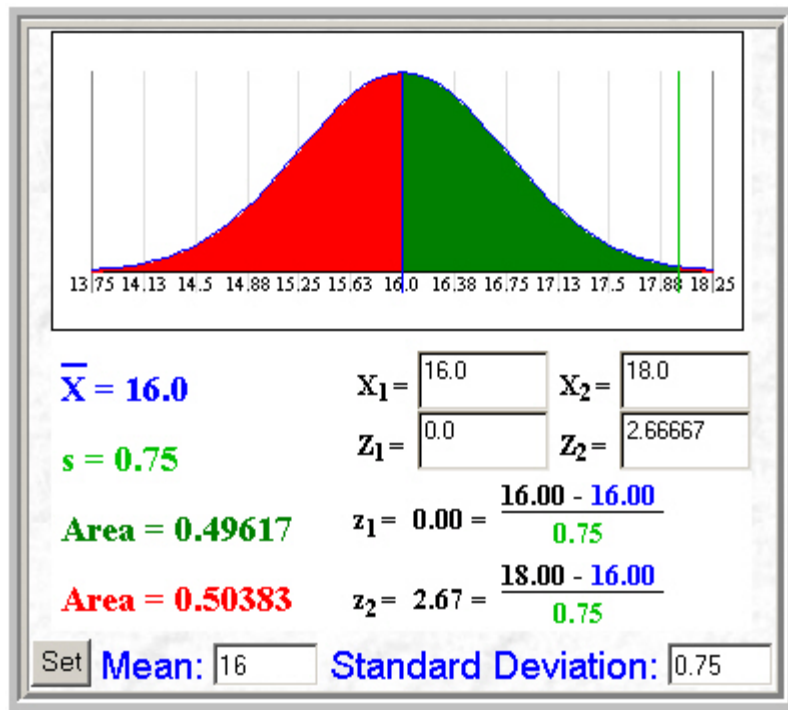 13.75 14.13 14.5 14.88 15.25 15.63 16.0 16.38 16.75 17.13 17.5 17.88 18.25
X = 16.0
X1= 16.0 X2= 18.0
Z1= 0.0 Z2= 2.66667
s = 0.75
Area = 0.49617
z1= 0.00 = 16.00 - 16.00
0.75
Area = 0.50383
z2= 2.67 = 18.00 - 16.00
0.75
Set Mean: 16 Standard Deviation: 0.75